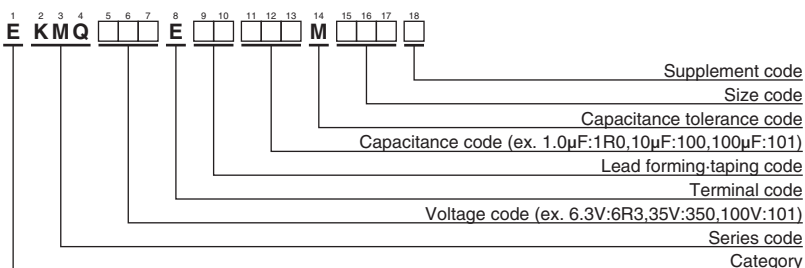 1 2 3 4 5 6 7 8 9 10 11 12 13 14 15 16 17 18
E KMQ E M
Supplement code
Size code
Capacitance tolerance code
Capacitance code (ex. 1.0µF:1R0,10µF:100,100µF:101)
Lead forming·taping code
Terminal code
Voltage code (ex. 6.3V:6R3,35V:350,100V:101)
Series code
Category